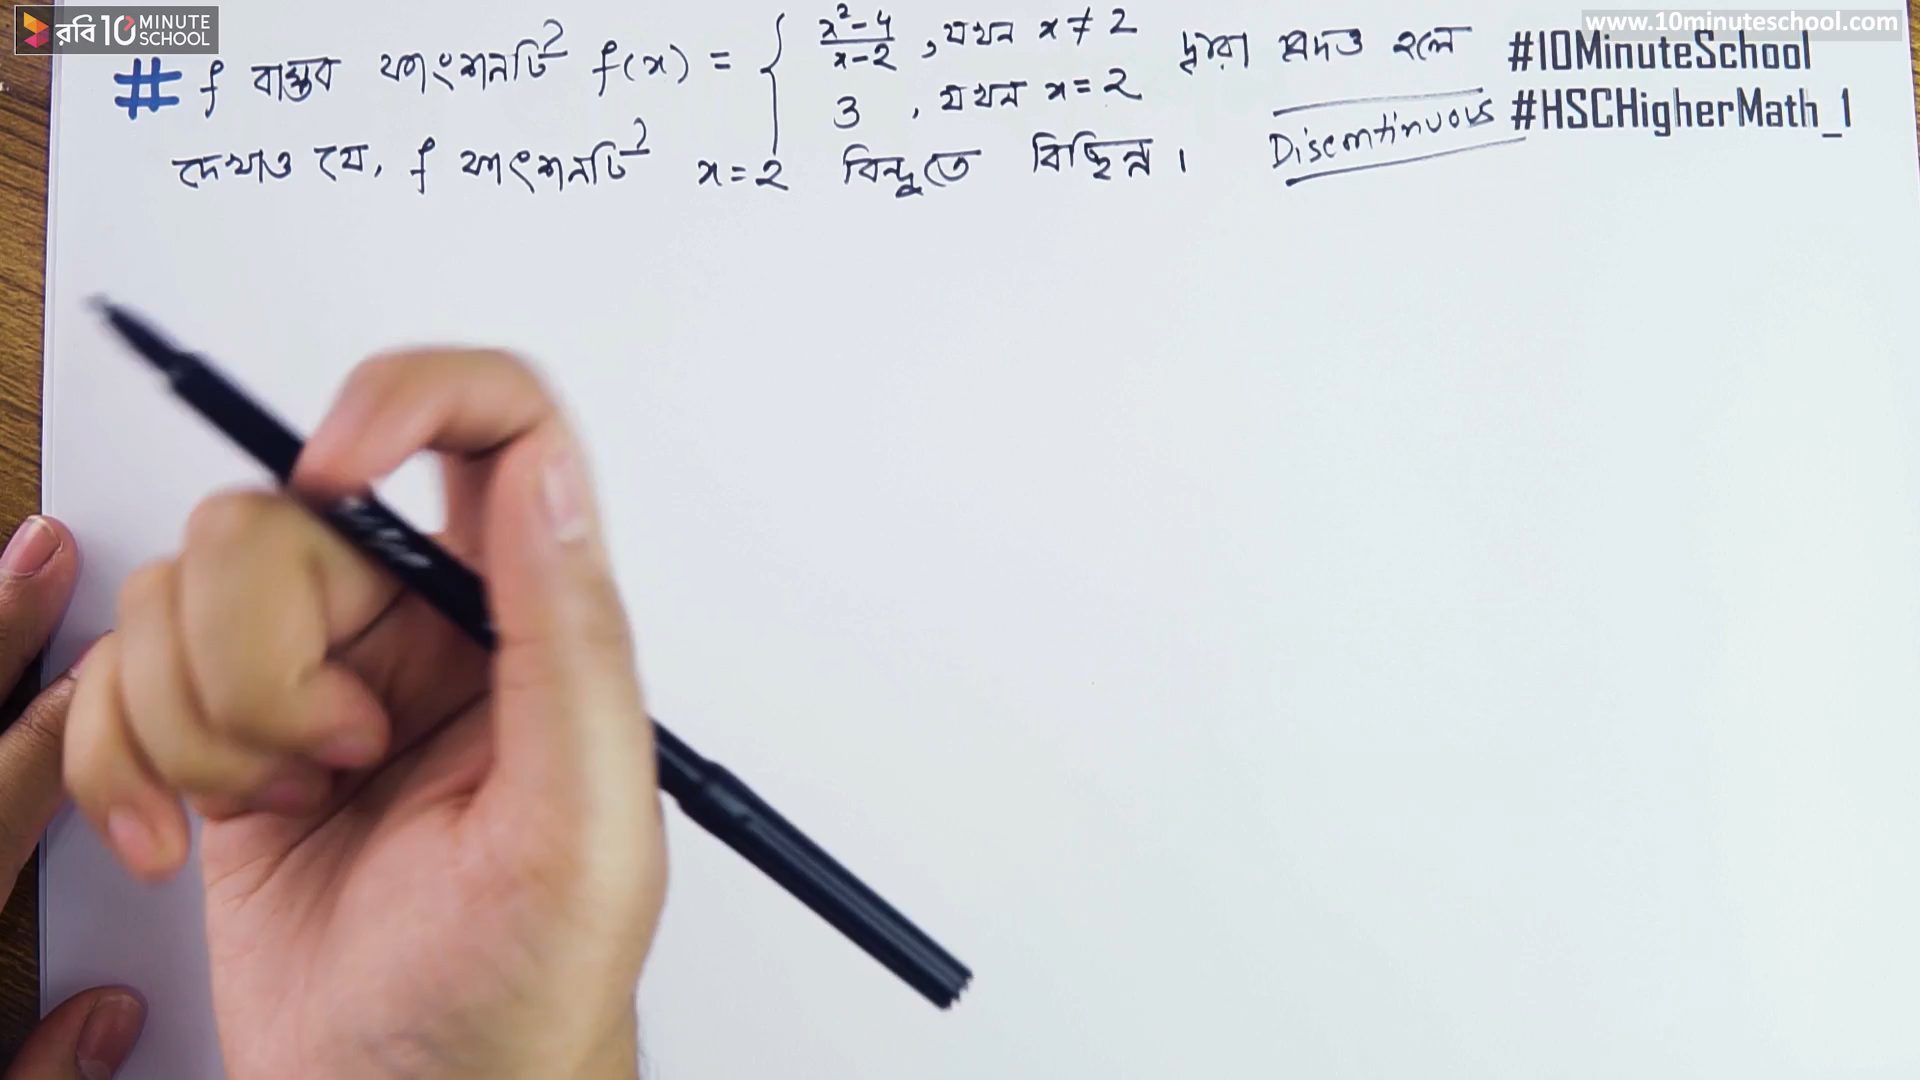 রবি 10 MINUTE SCHOOL
www.10minuteschool.com
# f বাস্তব ফাংশনটি f(x) = { (x²-4)/(x-2), যখন x ≠ 2 দ্বারা প্রদত্ত হলে
3, যখন x = 2
দেখাও যে, f ফাংশনটি x = 2 বিন্দুতে বিচ্ছিন্ন।
Discontinuous
#10MinuteSchool
#HSCHigherMath_1